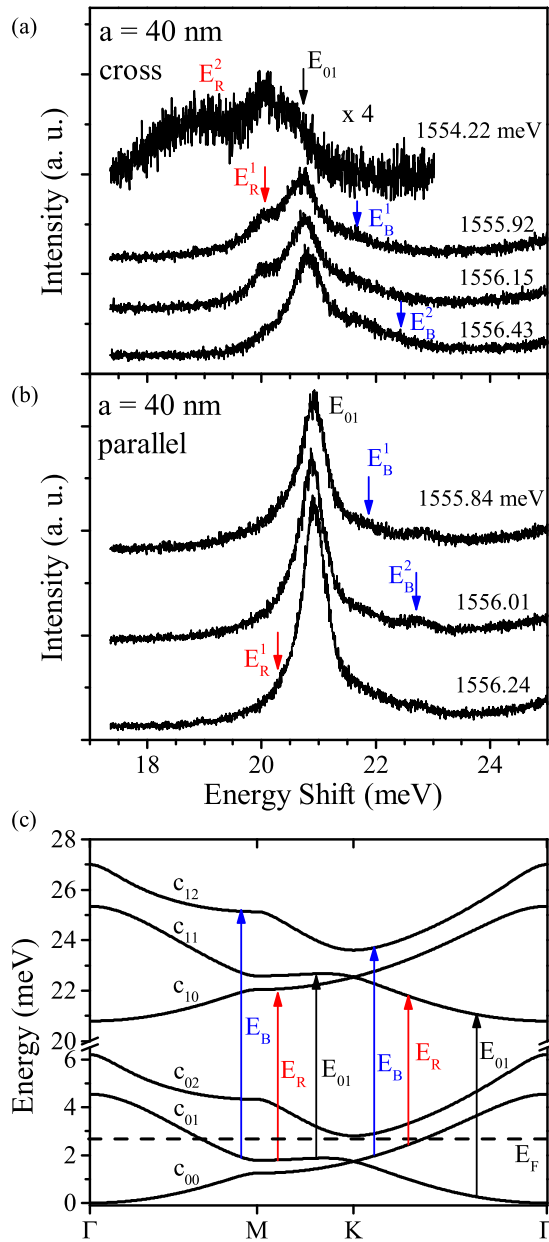 (a)
a = 40 nm
cross
E_R^2
E_01
x 4
1554.22 meV
E_R^1
E_B^1
1555.92
1556.15
E_B^2
1556.43
Intensity (a. u.)
(b)
a = 40 nm
parallel
E_01
E_B^1
1555.84 meV
E_B^2
1556.01
E_R^1
1556.24
Intensity (a. u.)
18 20 22 24
Energy Shift (meV)
(c)
28
26
24
22
20
6
4
2
0
Energy (meV)
c_12
c_11
c_10
c_02
c_01
c_00
E_B
E_R
E_01
E_B
E_R
E_01
E_F
Γ M K Γ